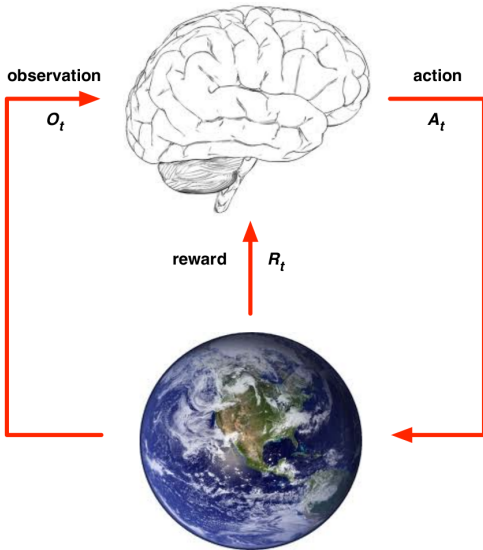 observation
O_t
action
A_t
reward
R_t